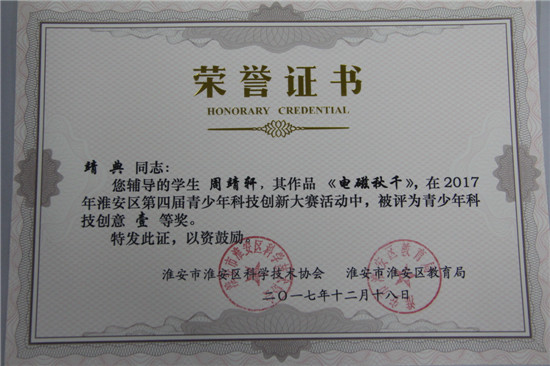 荣誉证书
HONORARY CREDENTIAL
靖典 同志：
您辅导的学生 周靖轩，其作品《电磁秋千》，在2017
年淮安区第四届青少年科技创新大赛活动中，被评为青少年科
技创意 壹 等奖。
特发此证，以资鼓励。
淮安市淮安区科学技术协会 淮安市淮安区教育局
二〇一七年十二月十八日